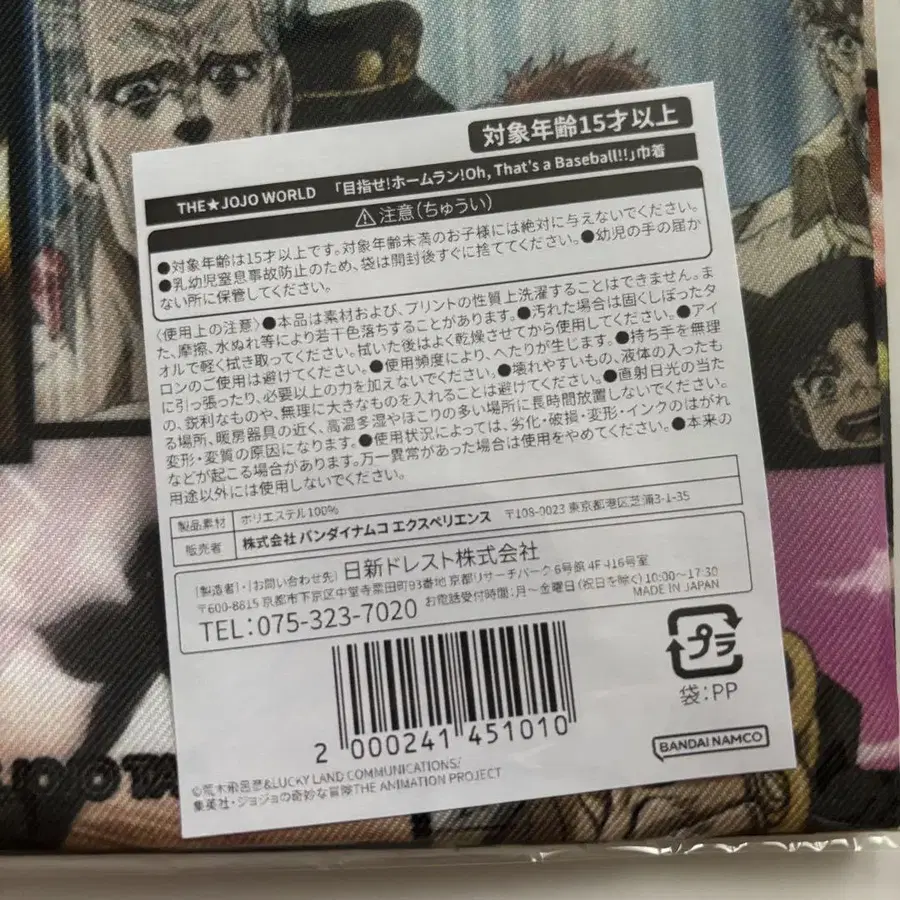 対象年齢15才以上
THE★JOJO WORLD 「目指せ!ホームラン!Oh, That's a Baseball!!」巾着
⚠注意(ちゅうい)
●対象年齢は15才以上です。対象年齢未満のお子様には絶対に与えないでください。
●乳幼児窒息事故防止のため、袋は開封後すぐに捨ててください。●幼児の手の届か
ない所に保管してください。
〈使用上の注意〉●本品は素材および、プリントの性質上洗濯することはできません。ま
た、摩擦、水ぬれ等により若干色落ちすることがあります。●汚れた場合は固くしぼったタ
オルで軽く拭き取ってください。拭いた後はよく乾燥させてから使用してください。●アイ
ロンのご使用は避けてください。●使用頻度により、へたりが生じます。●持ち手を無理
に引っ張ったり、必要以上の力を加えないでください。●壊れやすいもの、液体の入ったも
の、鋭利なものや、無理に大きなものを入れることは避けてください。●直射日光の当た
る場所、暖房器具の近く、高温多湿やほこりの多い場所に長時間放置しないでください。
変形・変質の原因になります。●使用状況によっては、劣化・破損・変形・インクのはがれ
などが起こる場合があります。万一異常があった場合は使用をやめてください。●本来の
用途以外には使用しないでください。
製品素材 ポリエステル100%
販売者 株式会社 バンダイナムコ エクスペリエンス 〒108-0023 東京都港区芝浦3-1-35
[製造者]・[お問い合わせ先] 日新ドレスト株式会社
〒600-8815 京都市下京区中堂寺粟田町93番地 京都リサーチパーク 6号館 4F 416号室
TEL:075-323-7020 お電話受付時間:月～金曜日(祝日を除く)10:00～17:30
MADE IN JAPAN
プラ
袋:PP
2 000241 451010
BANDAI NAMCO
©荒木飛呂彦&LUCKY LAND COMMUNICATIONS/
集英社・ジョジョの奇妙な冒険THE ANIMATION PROJECT
JOJO